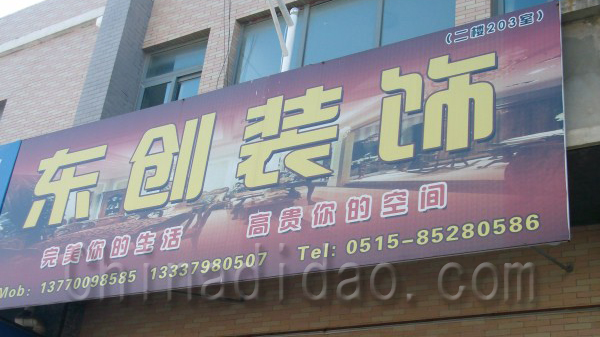 (二楼203室)
东创装饰
完美你的生活 高贵你的空间
Mob: 13770098585 13337980507 Tel: 0515-85280586
Chinadidao.com